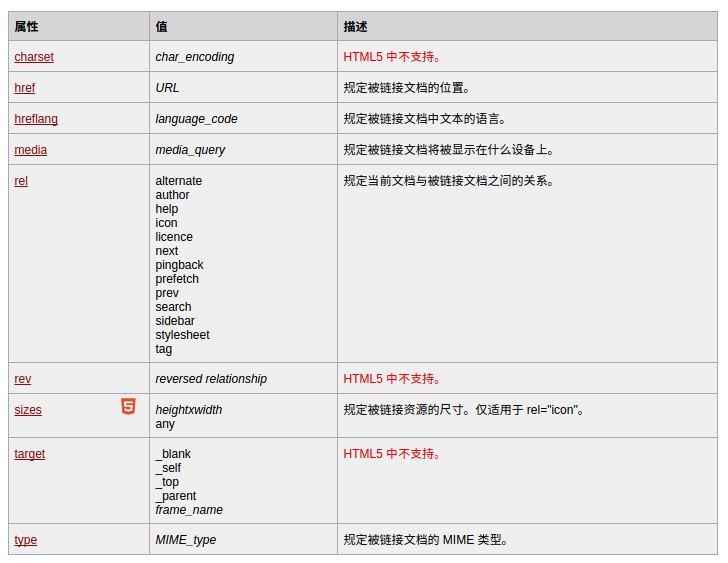 属性 值 描述
charset char_encoding HTML5 中不支持。
href URL 规定被链接文档的位置。
hreflang language_code 规定被链接文档中文本的语言。
media media_query 规定被链接文档将被显示在什么设备上。
rel alternate 规定当前文档与被链接文档之间的关系。
author
help
icon
licence
next
pingback
prefetch
prev
search
sidebar
stylesheet
tag
rev reversed relationship HTML5 中不支持。
sizes 5 heightxwidth 规定被链接资源的尺寸。仅适用于 rel="icon"。
any
target _blank HTML5 中不支持。
_self
_top
_parent
frame_name
type MIME_type 规定被链接文档的 MIME 类型。